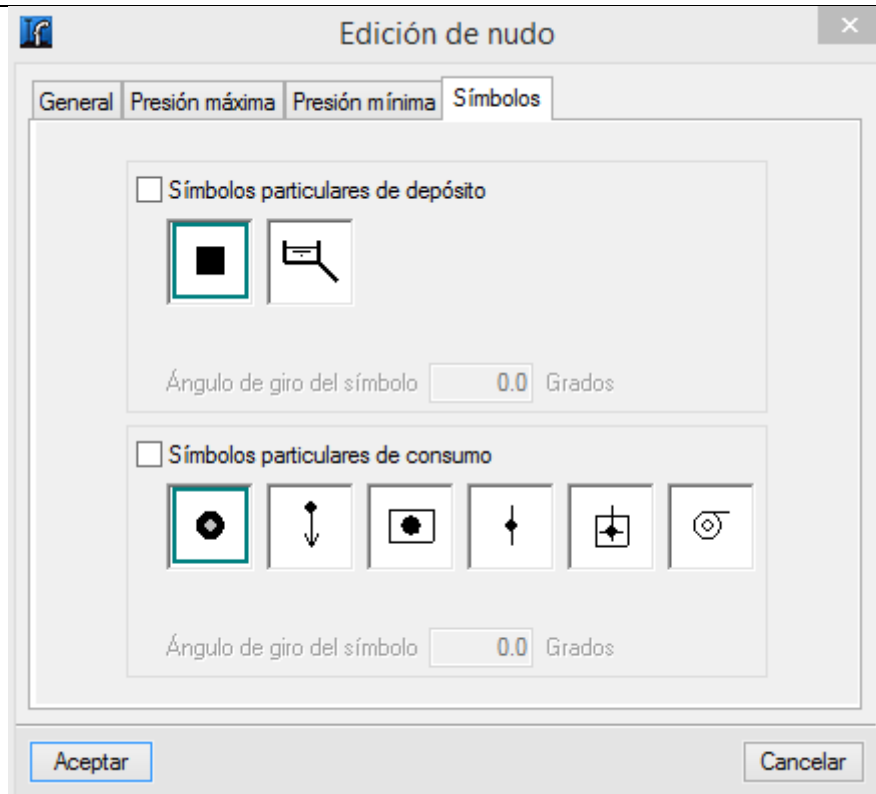 Edición de nudo
General Presión máxima Presión mínima Símbolos
Símbolos particulares de depósito
Ángulo de giro del símbolo 0.0 Grados
Símbolos particulares de consumo
Ángulo de giro del símbolo 0.0 Grados
Aceptar Cancelar